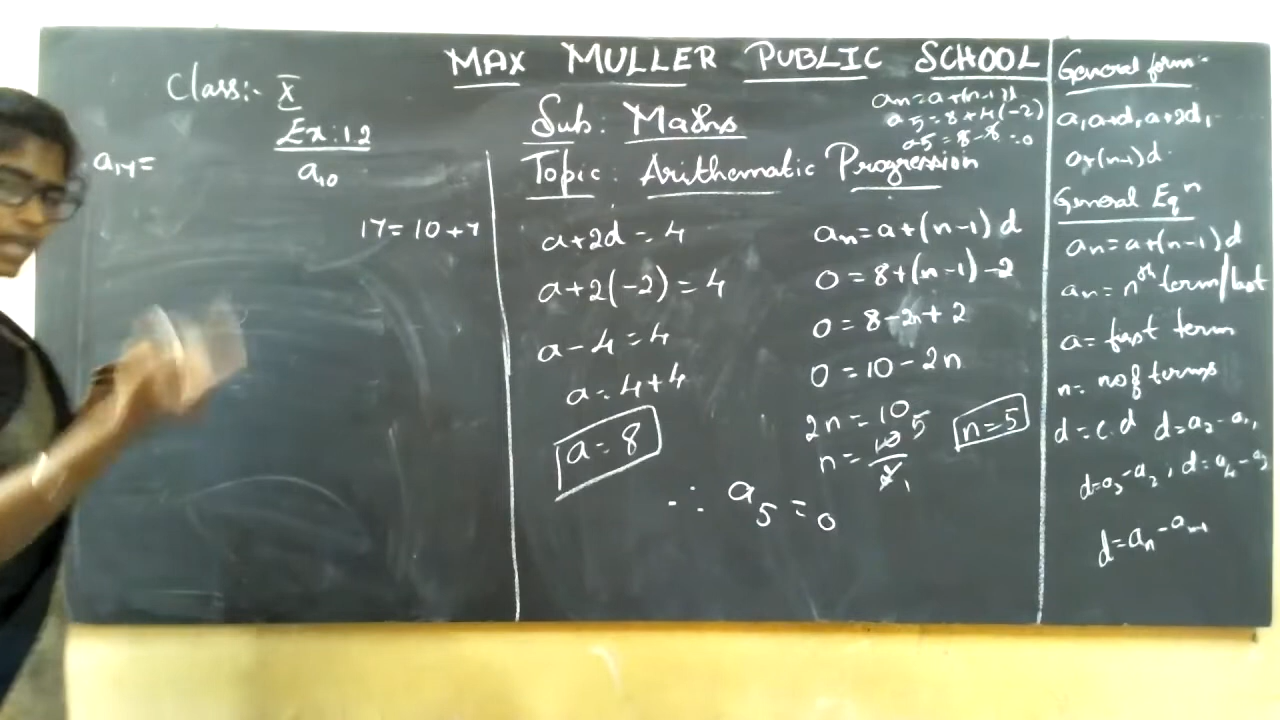 MAX MULLER PUBLIC SCHOOL
Class:- X
Ex: 1.2
a17=
a10
17 = 10+7
Sub: Maths
Topic: Arithematic Progression
an = a+(n-1)d
a5 = 8+4(-2)
a5 = 8-8 = 0
a+2d = 4
a+2(-2) = 4
a-4 = 4
a = 4+4
a = 8
an = a+(n-1)d
0 = 8+(n-1)-2
0 = 8-2n+2
0 = 10-2n
2n = 10
n = 10/2 5 1
n = 5
∴ a5 = 0
General form:-
a, a+d, a+2d,
a+(n-1)d.
General Eqn
an = a+(n-1)d
an = nth term/last
a = first term
n = no of terms
d = c.d d = a2-a1,
d = a3-a2, d = a4-a3
d = an-an-1